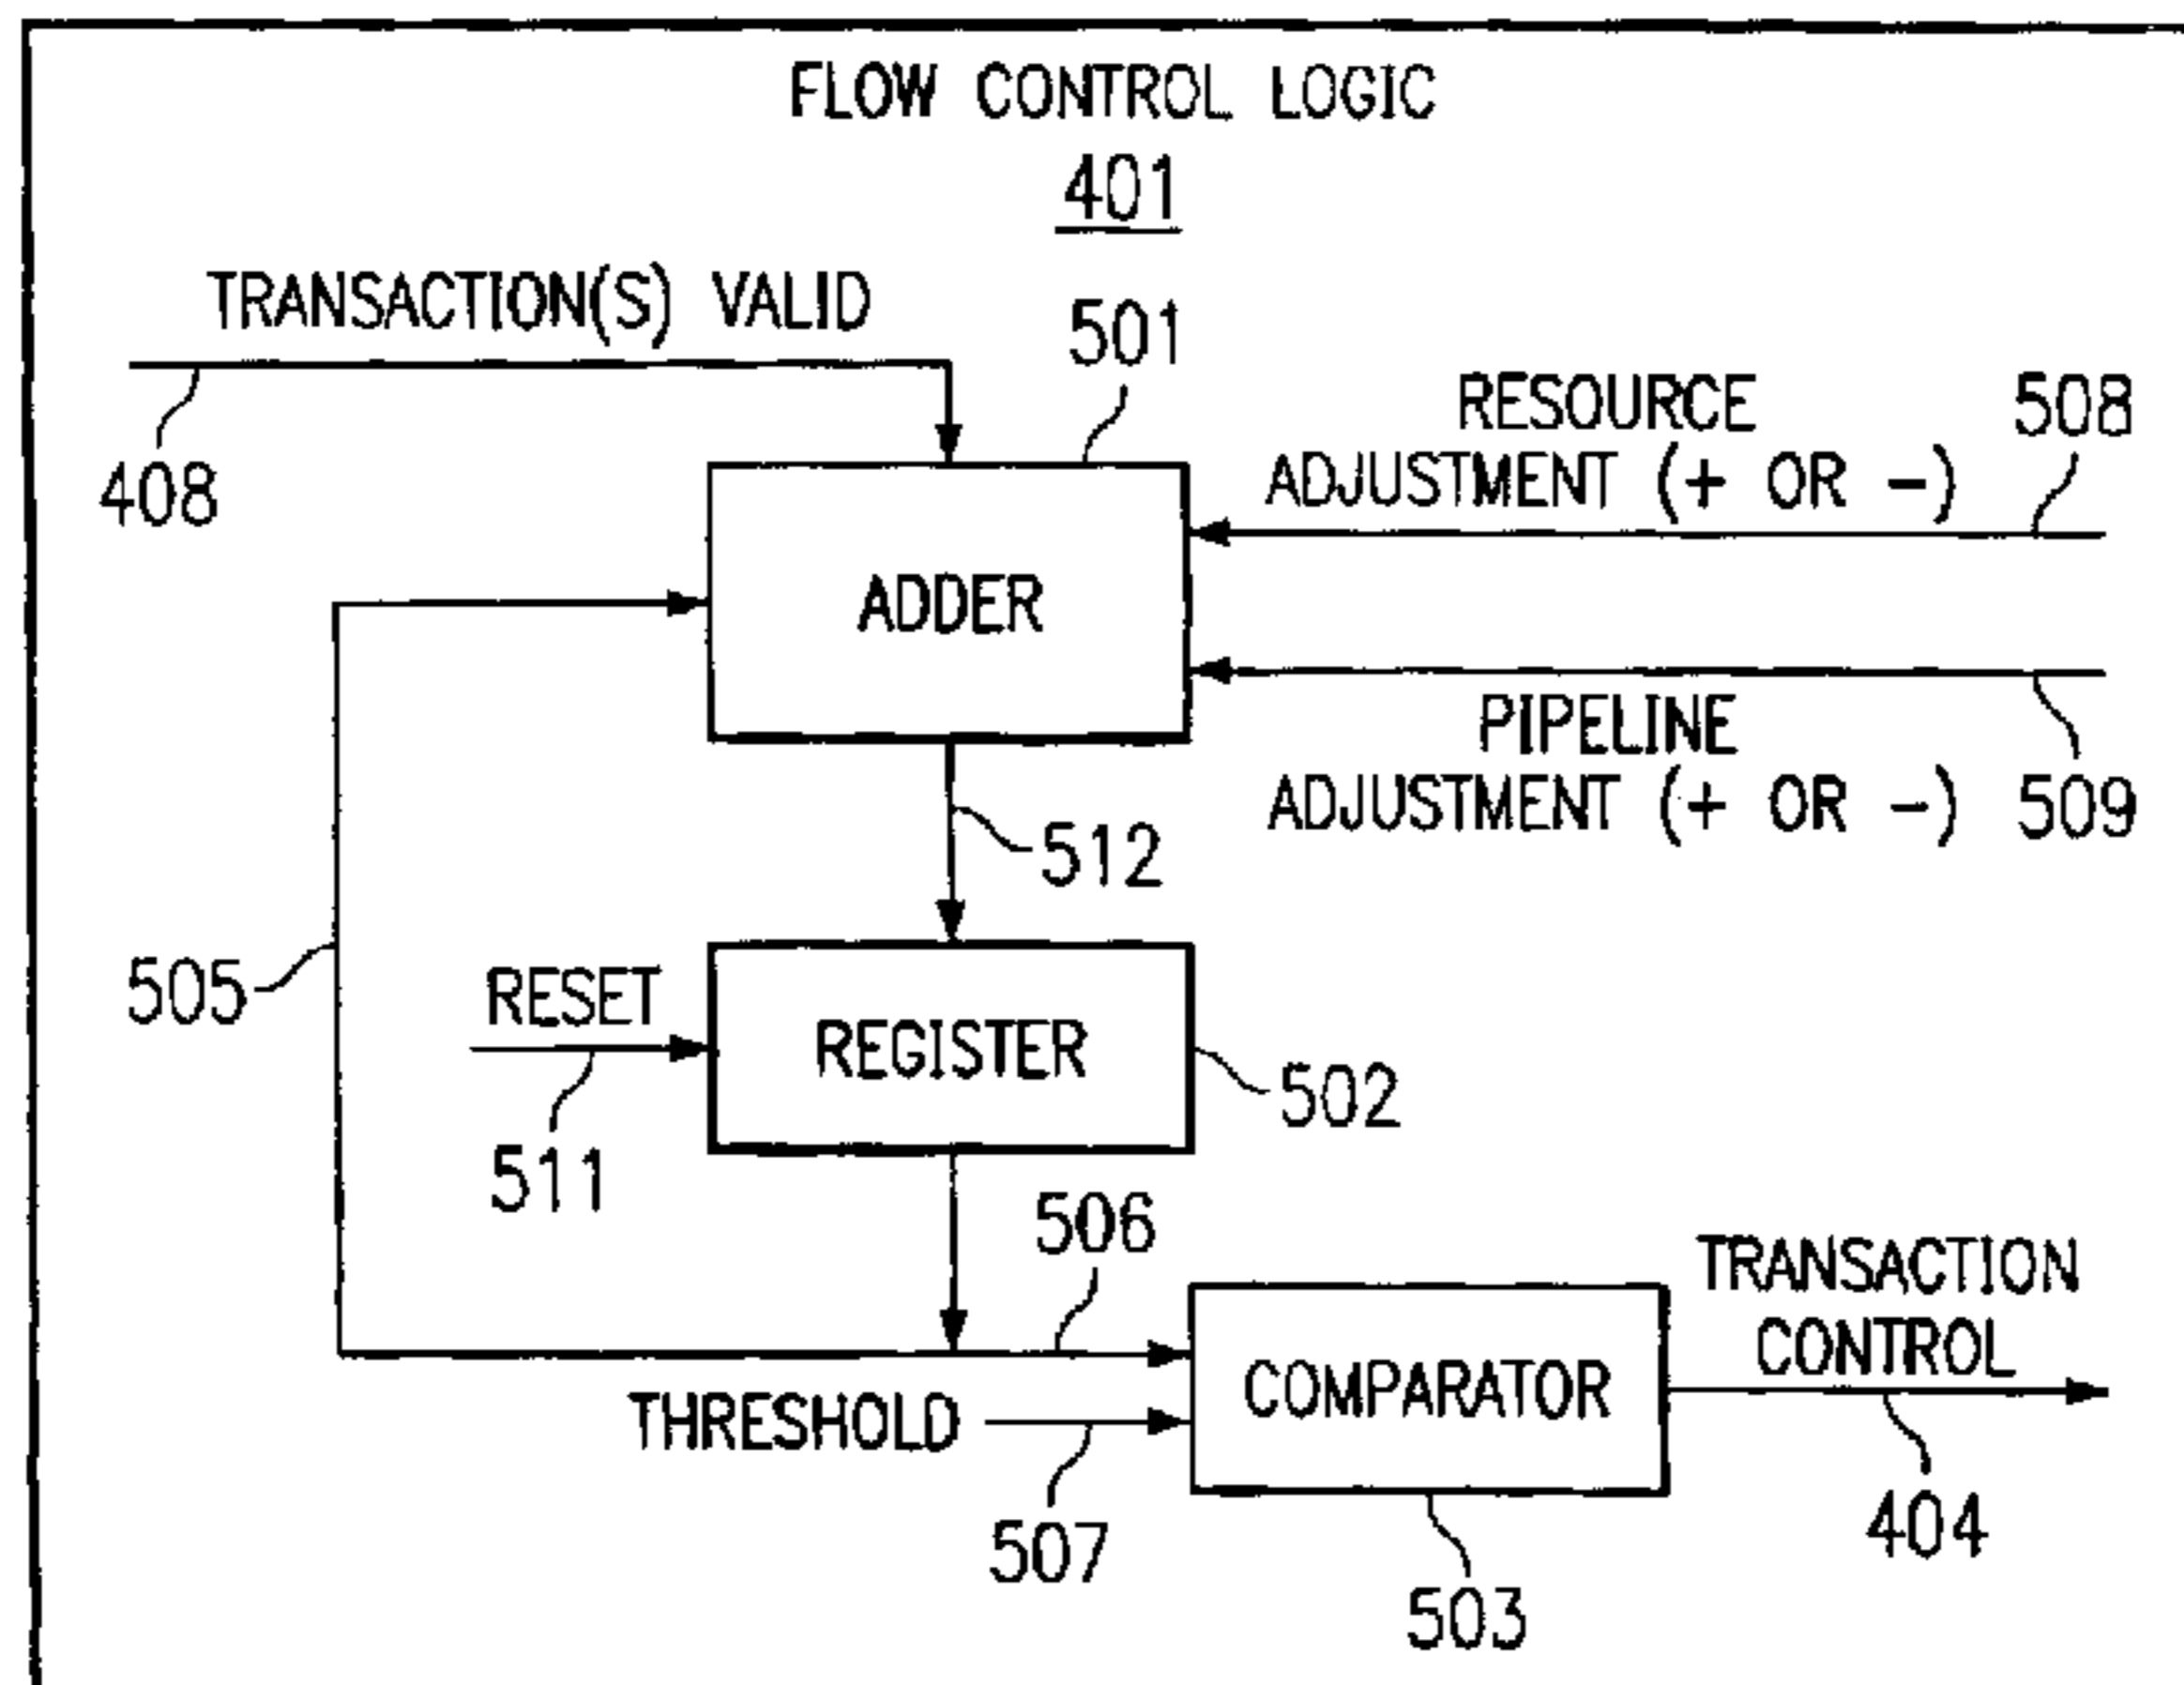 FLOW CONTROL LOGIC
401
TRANSACTION(S) VALID
501
RESOURCE
508
408
ADJUSTMENT (+ OR -)
ADDER
PIPELINE
ADJUSTMENT (+ OR -)
509
512
505
RESET
REGISTER
502
511
506
TRANSACTION
CONTROL
COMPARATOR
THRESHOLD
507
404
503